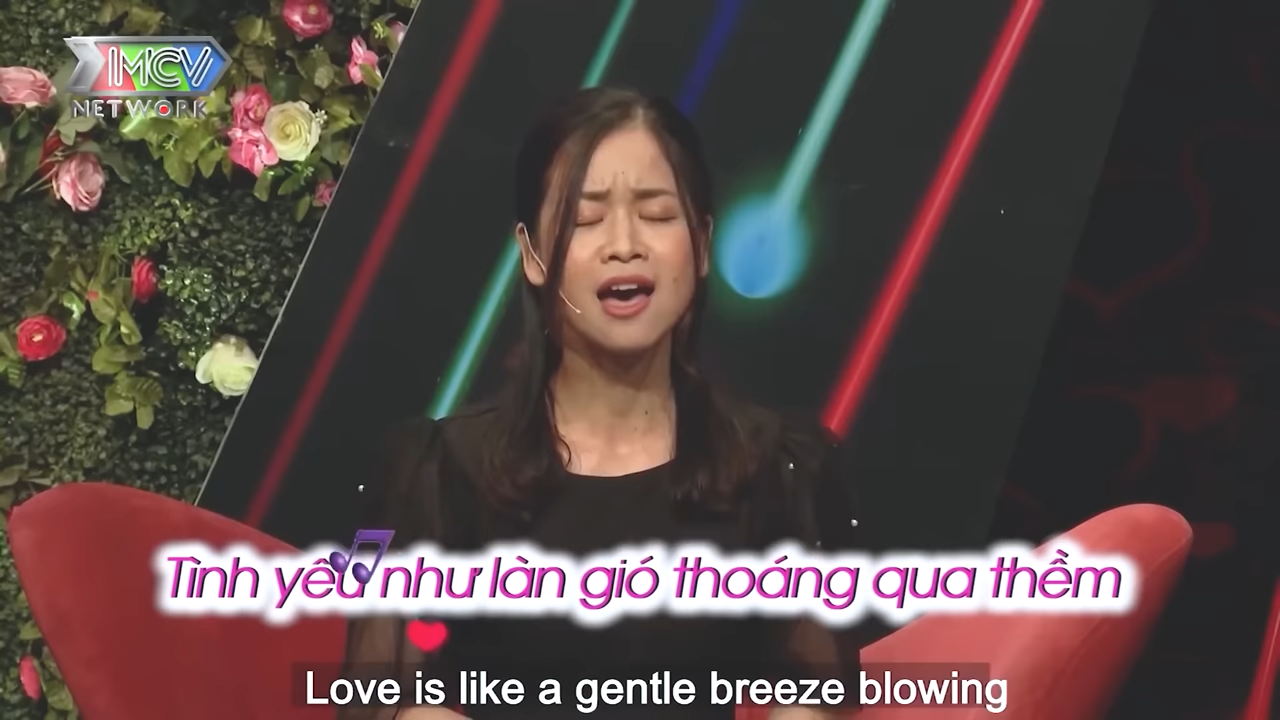 MCV
NETWORK
Tình yêu như làn gió thoáng qua thềm
Love is like a gentle breeze blowing